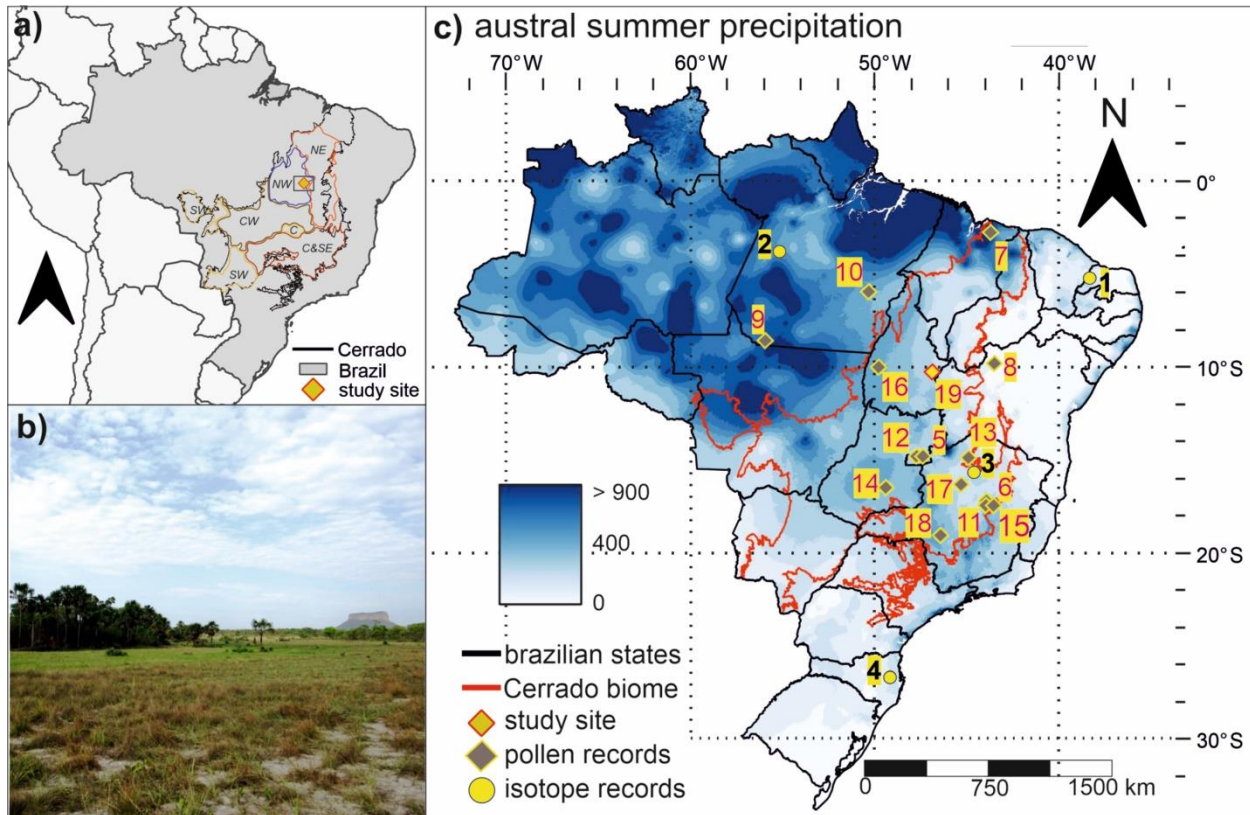 a)
NE
NW
SW
CW
C
C&SE
SW
Cerrado
Brazil
study site
b)
c) austral summer precipitation
70°W 60°W 50°W 40°W
N
0°
10°S
20°S
30°S
2
1
10
7
9
8
16
19
12
5
13
3
14
17
6
18
11
15
4
> 900
400
0
brazilian states
Cerrado biome
study site
pollen records
isotope records
0 750 1500 km